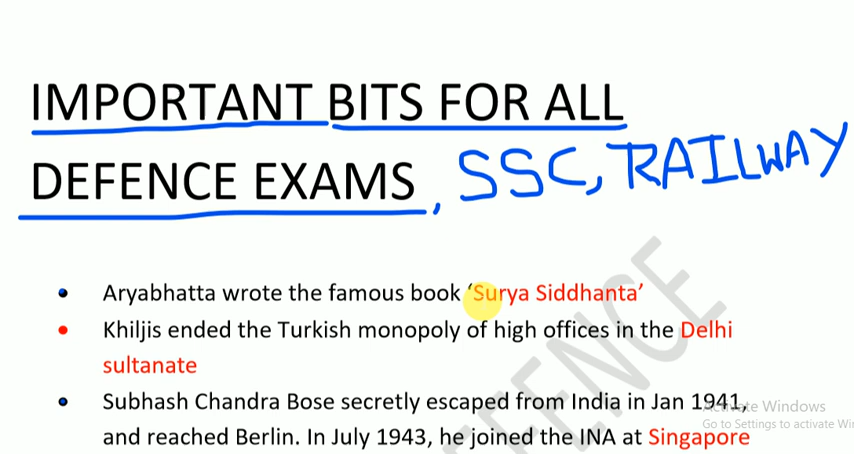 IMPORTANT BITS FOR ALL
DEFENCE EXAMS, SSC, RAILWAY
• Aryabhatta wrote the famous book ‘Surya Siddhanta’
• Khiljis ended the Turkish monopoly of high offices in the Delhi
sultanate
• Subhash Chandra Bose secretly escaped from India in Jan 1941,
and reached Berlin. In July 1943, he joined the INA at Singapore
DEFENCE
Activate Windows
Go to Settings to activate Wi